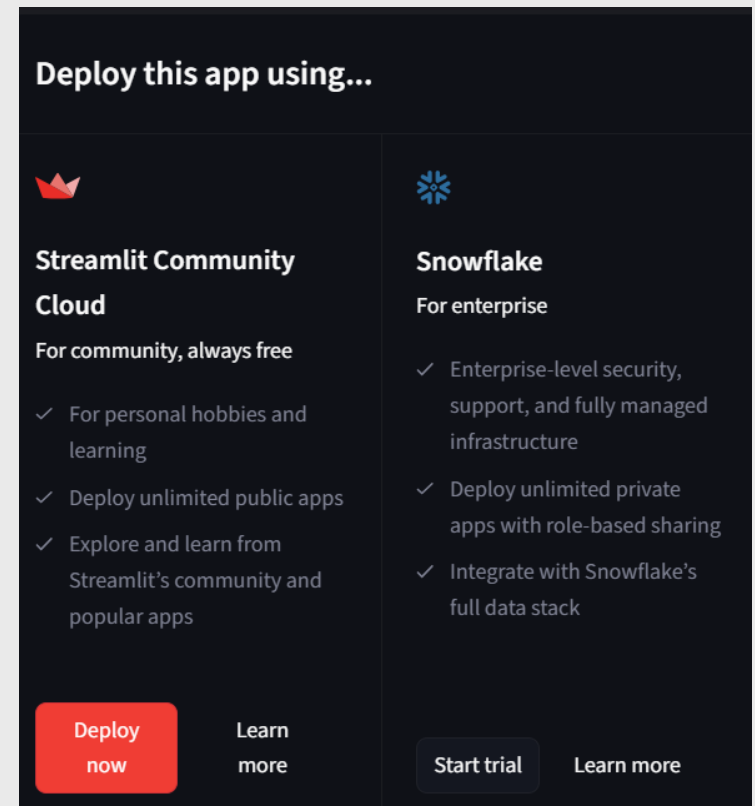 Deploy this app using...
Streamlit Community
Cloud
For community, always free
For personal hobbies and
learning
Deploy unlimited public apps
Explore and learn from
Streamlit’s community and
popular apps
Deploy
now
Learn
more
Snowflake
For enterprise
Enterprise-level security,
support, and fully managed
infrastructure
Deploy unlimited private
apps with role-based sharing
Integrate with Snowflake’s
full data stack
Start trial
Learn more